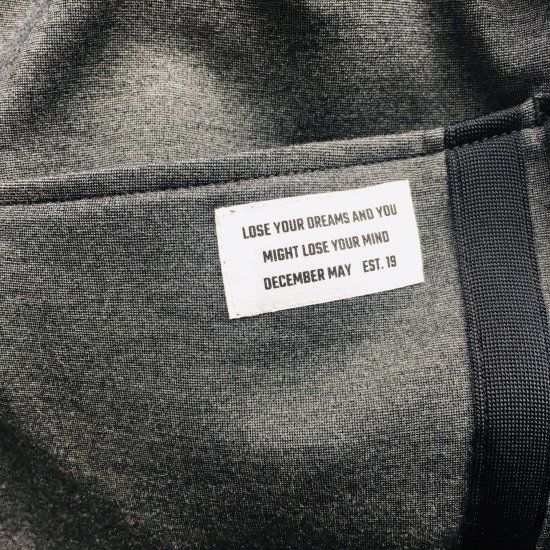 LOSE YOUR DREAMS AND YOU
MIGHT LOSE YOUR MIND
DECEMBER MAY EST. 19